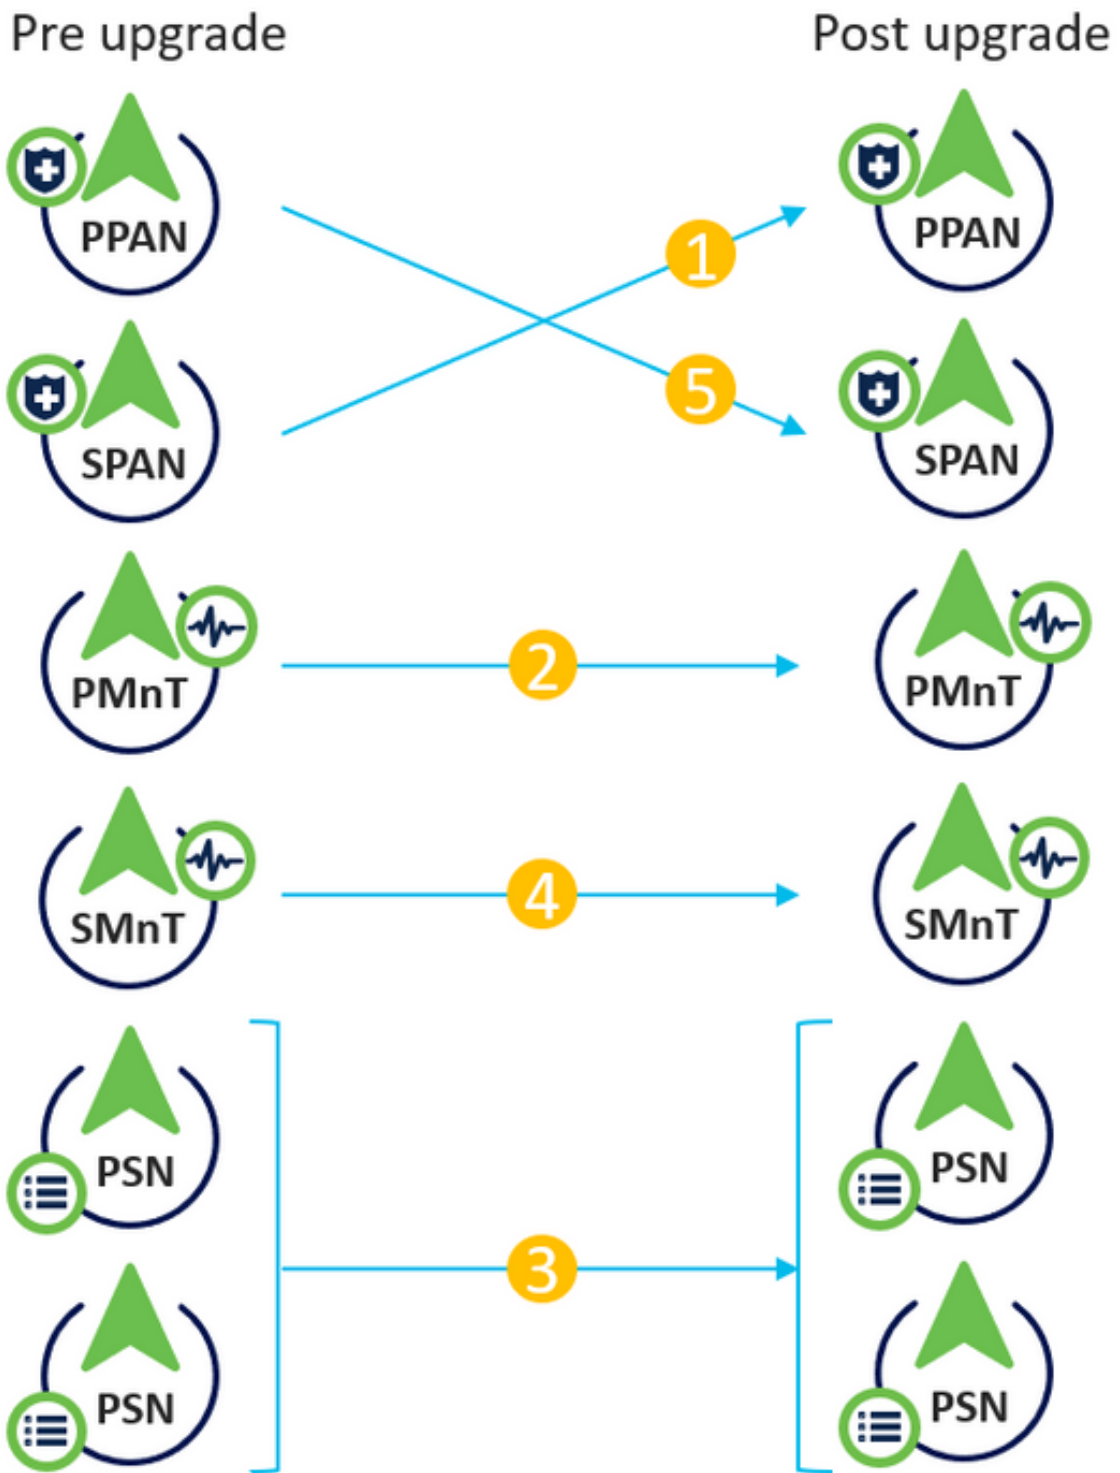 Pre upgrade
Post upgrade
PPAN
1
PPAN
SPAN
5
SPAN
PMnT
2
PMnT
SMnT
4
SMnT
PSN
PSN
3
PSN
PSN